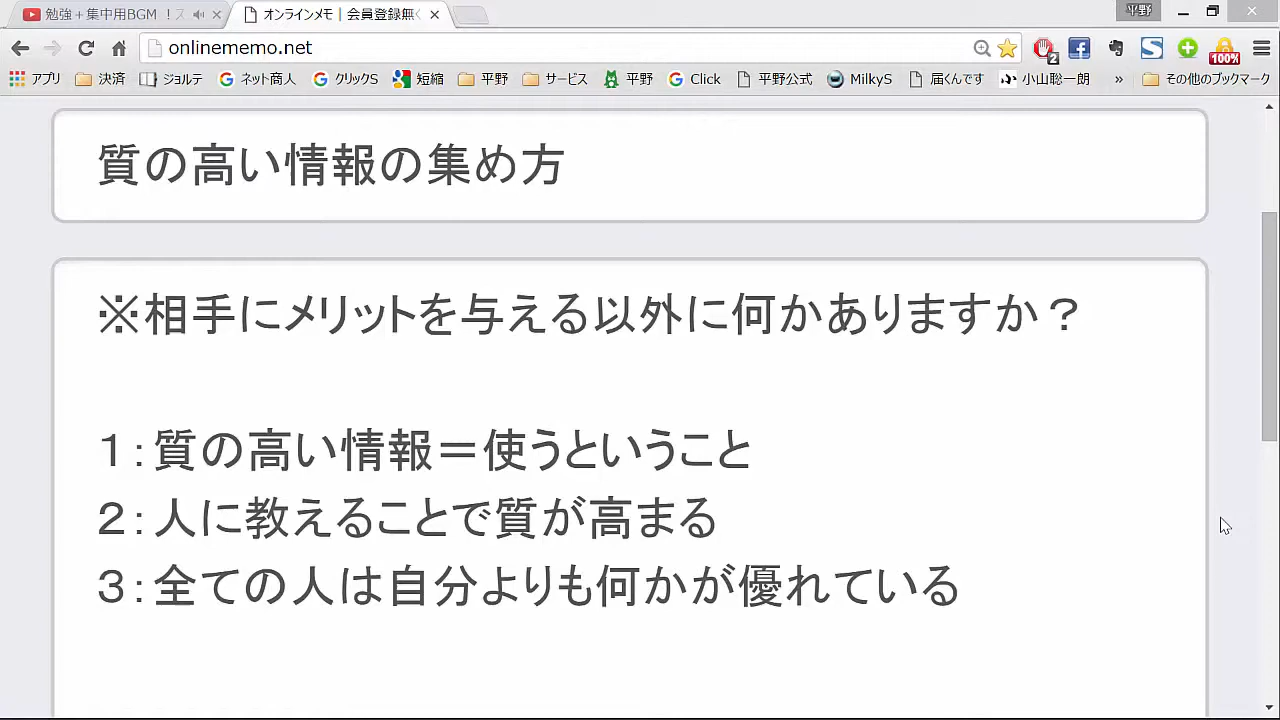 勉強＋集中用BGM ！ス
オンラインメモ｜会員登録無く
平野
onlinememo.net
2
100%
アプリ 決済 ジョルテ ネット商人 クリックS 短縮 平野 サービス 平野 Click 平野公式 MilkyS 届くんです 小山聡一朗 » その他のブックマーク
質の高い情報の集め方
※相手にメリットを与える以外に何かありますか？
１：質の高い情報＝使うということ
２：人に教えることで質が高まる
３：全ての人は自分よりも何かが優れている